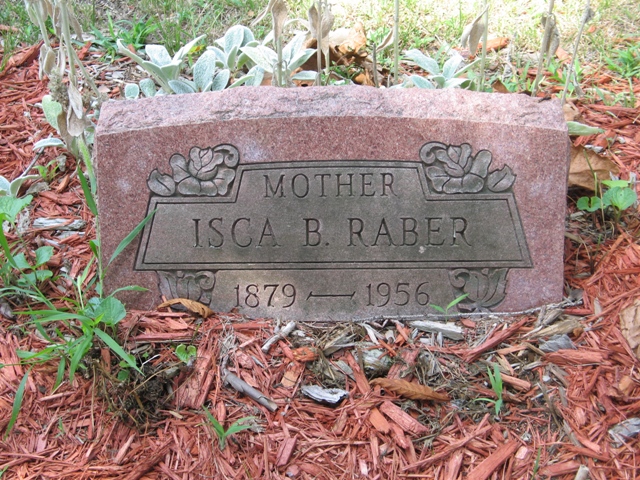 MOTHER
ISCA B. RABER
1879 — 1956